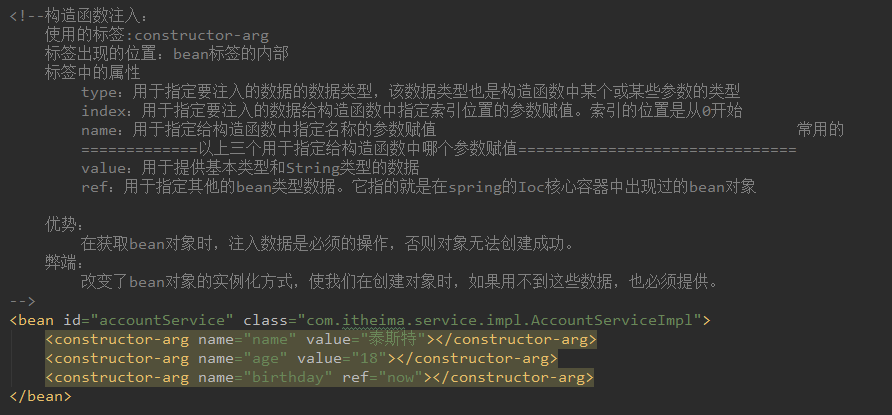 <!--构造函数注入:
使用的标签:constructor-arg
标签出现的位置：bean标签的内部
标签中的属性
type：用于指定要注入的数据的数据类型，该数据类型也是构造函数中某个或某些参数的类型
index：用于指定要注入的数据给构造函数中指定索引位置的参数赋值。索引的位置是从0开始
name：用于指定给构造函数中指定名称的参数赋值 常用的
=============以上三个用于指定给构造函数中哪个参数赋值===============================
value：用于提供基本类型和String类型的数据
ref：用于指定其他的bean类型数据。它指的就是在spring的Ioc核心容器中出现过的bean对象
优势：
在获取bean对象时，注入数据是必须的操作，否则对象无法创建成功。
弊端：
改变了bean对象的实例化方式，使我们在创建对象时，如果用不到这些数据，也必须提供。
-->
<bean id="accountService" class="com.itheima.service.impl.AccountServiceImpl">
<constructor-arg name="name" value="泰斯特"></constructor-arg>
<constructor-arg name="age" value="18"></constructor-arg>
<constructor-arg name="birthday" ref="now"></constructor-arg>
</bean>